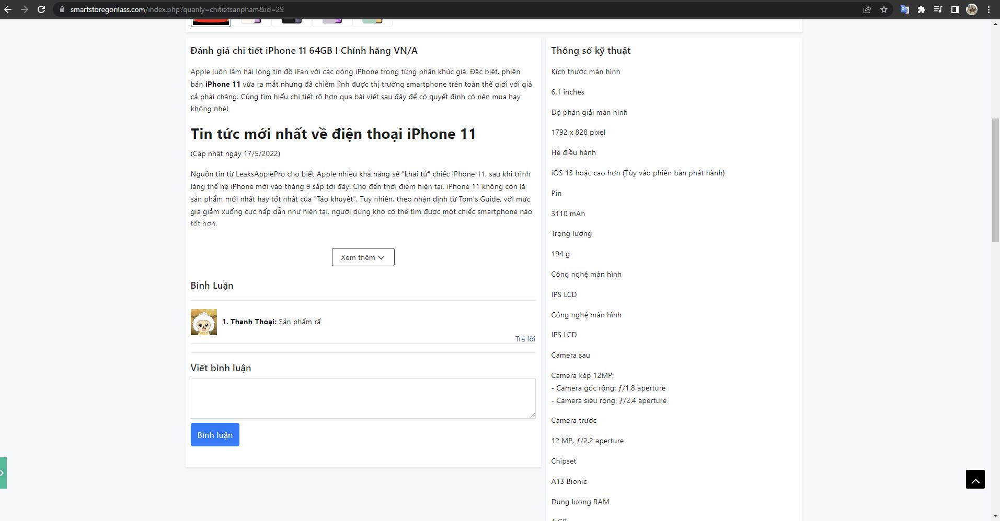 smartstoregorilass.com/index.php?quanly=chitietsanpham&id=29
Đánh giá chi tiết iPhone 11 64GB I Chính hãng VN/A
Apple luôn làm hài lòng tín đồ iFan với các dòng iPhone trong từng phân khúc giá. Đặc biệt, phiên
bản iPhone 11 vừa ra mắt nhưng đã chiếm lĩnh được thị trường smartphone trên toàn thế giới với giá
cả phải chăng. Cùng tìm hiểu chi tiết rõ hơn qua bài viết sau đây để có quyết định có nên mua hay
không nhé!
Tin tức mới nhất về điện thoại iPhone 11
(Cập nhật ngày 17/5/2022)
Nguồn tin từ LeaksApplePro cho biết Apple nhiều khả năng sẽ "khai tử" chiếc iPhone 11, sau khi trình
làng thế hệ iPhone mới vào tháng 9 sắp tới đây. Cho đến thời điểm hiện tại, iPhone 11 không còn là
sản phẩm mới nhất hay tốt nhất của "Táo khuyết". Tuy nhiên, theo nhận định từ Tom's Guide, với mức
giá giảm xuống cực hấp dẫn như hiện tại, người dùng khó có thể tìm được một chiếc smartphone nào
tốt hơn.
Xem thêm
Bình Luận
1. Thanh Thoại: Sản phẩm rấ
Trả lời
Viết bình luận
Bình luận
Thông số kỹ thuật
Kích thước màn hình
6.1 inches
Độ phân giải màn hình
1792 x 828 pixel
Hệ điều hành
iOS 13 hoặc cao hơn (Tùy vào phiên bản phát hành)
Pin
3110 mAh
Trọng lượng
194 g
Công nghệ màn hình
IPS LCD
Công nghệ màn hình
IPS LCD
Camera sau
Camera kép 12MP:
- Camera góc rộng: ƒ/1.8 aperture
- Camera siêu rộng: ƒ/2.4 aperture
Camera trước
12 MP, ƒ/2.2 aperture
Chipset
A13 Bionic
Dung lượng RAM
4 GB